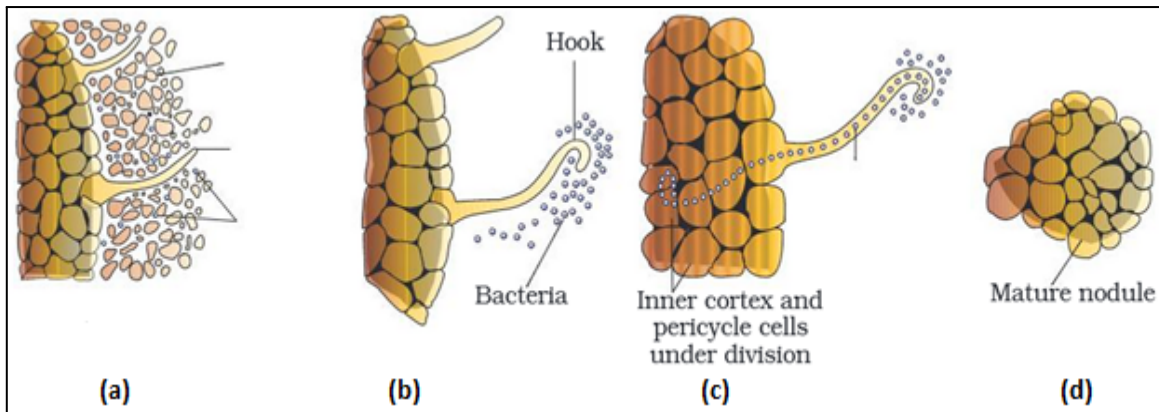 Hook
Bacteria
Inner cortex and
pericycle cells
under division
Mature nodule
(a)
(b)
(c)
(d)